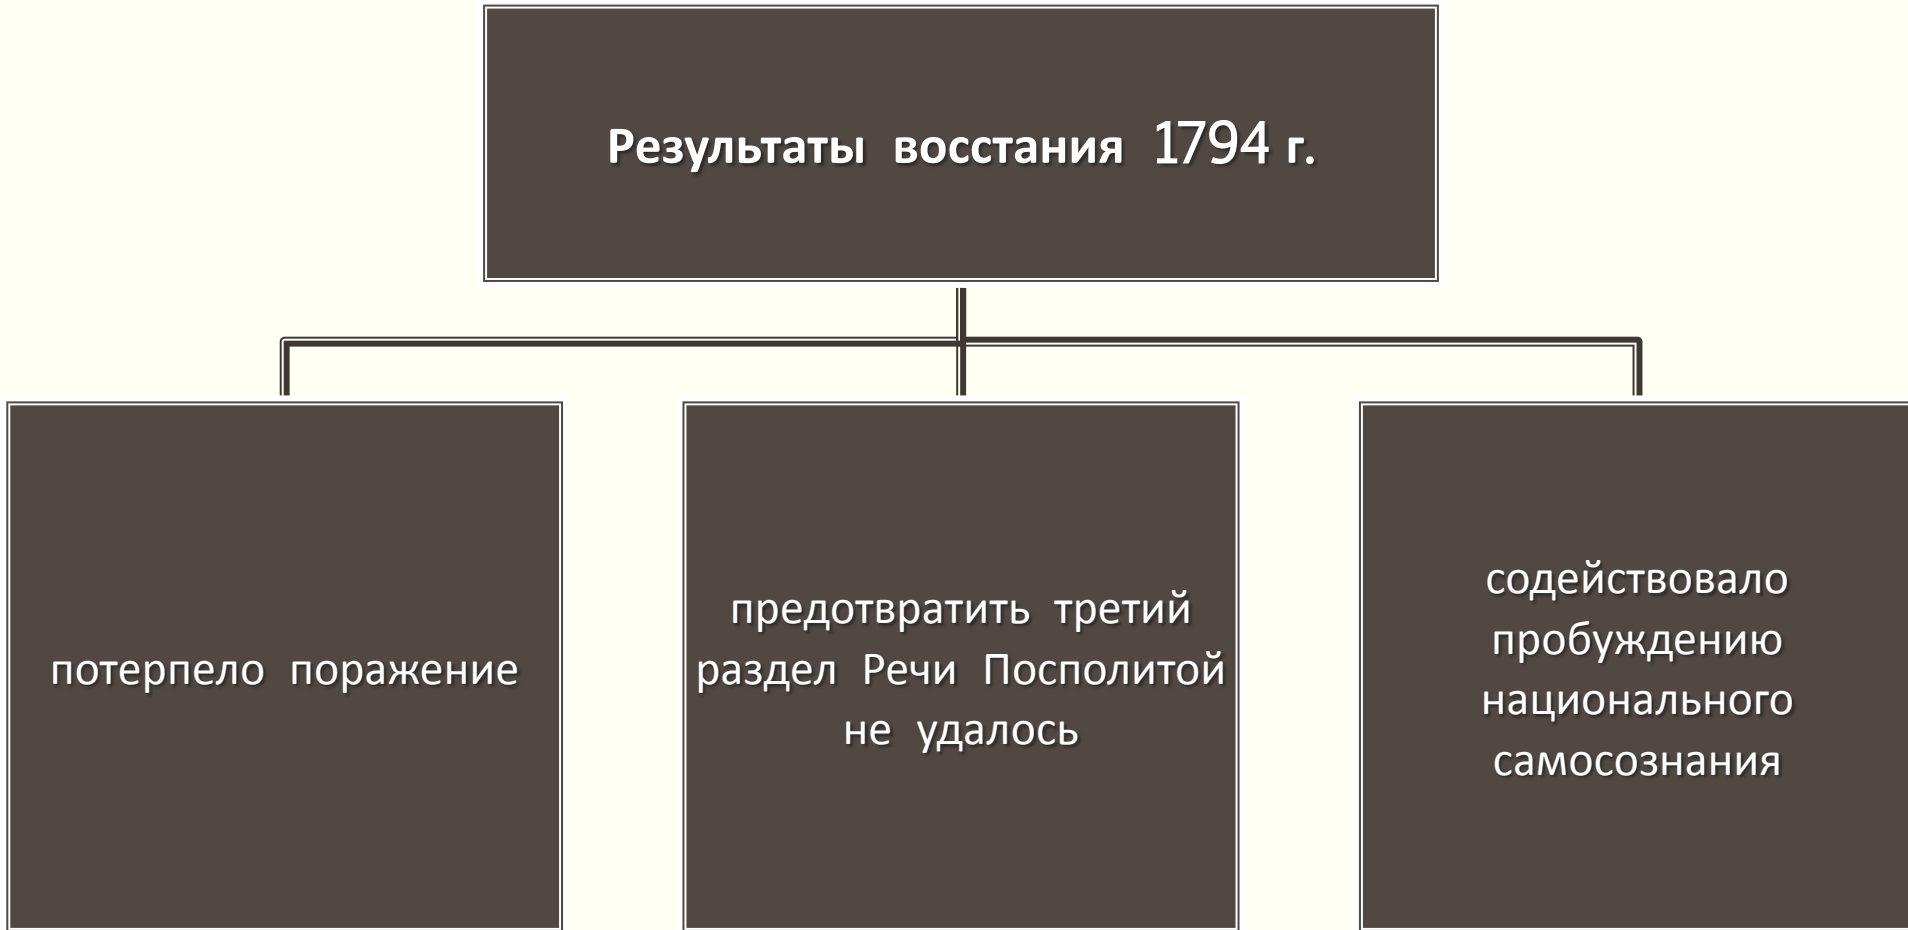 Результаты восстания 1794 г.
потерпело поражение
предотвратить третий
раздел Речи Посполитой
не удалось
содействовало
пробуждению
национального
самосознания